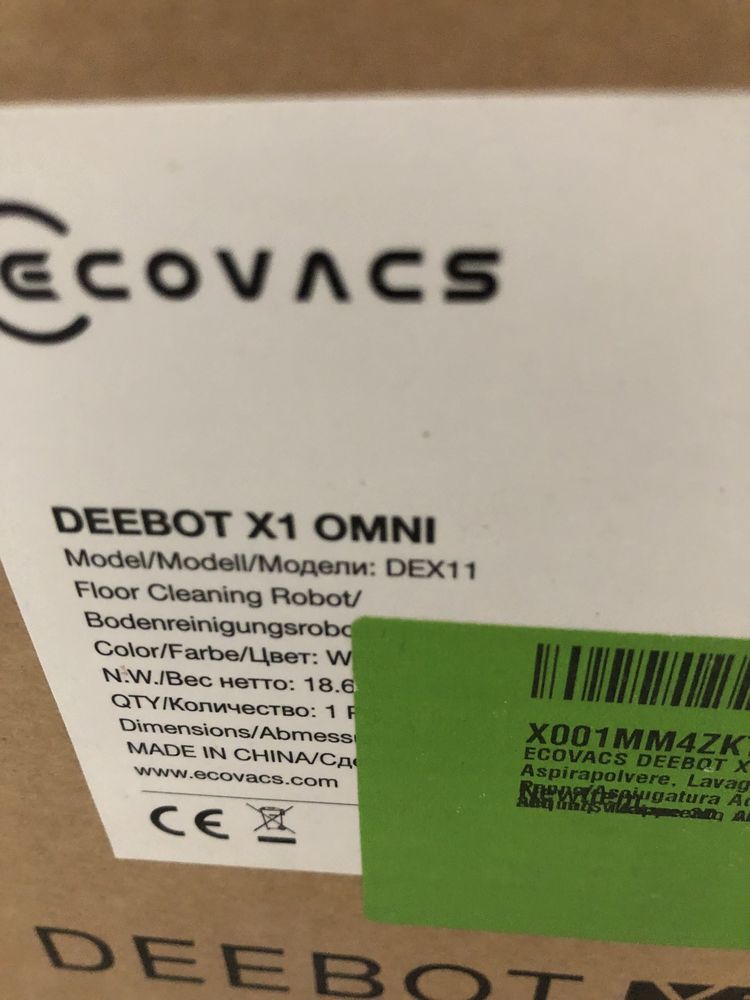 ECOVACS
DEEBOT X1 OMNI
Model/Modell/Модели: DEX11
Floor Cleaning Robot/
Bodenreinigungsrobo
Color/Farbe/Цвет: W
N.W./Вес нетто: 18.6
QTY/Количество: 1 P
Dimensions/Abmess
MADE IN CHINA/Сд
www.ecovacs.com
CE
X001MM4ZK
ECOVACS DEEBOT X
Aspirapolvere, Lavag
DEEBOT